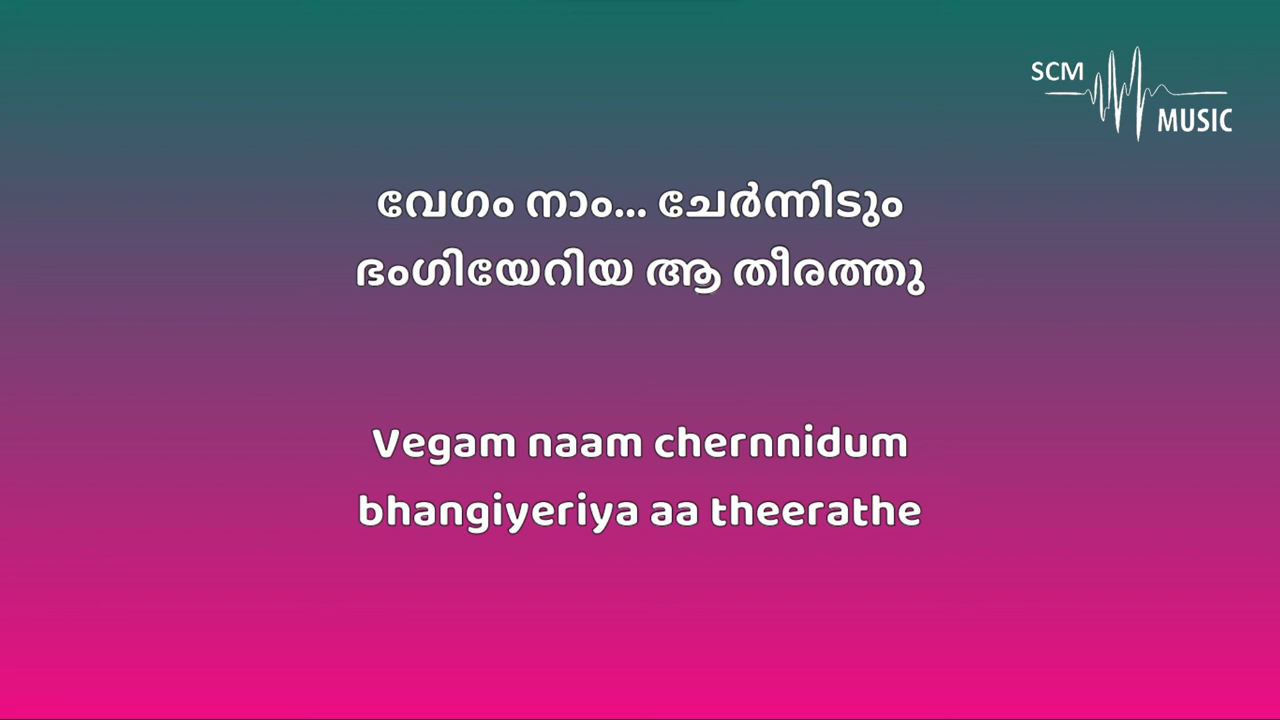 SCM
MUSIC
വേഗം നാം... ചേർന്നിടും
ഭംഗിയേറിയ ആ തീരത്തു
Vegam naam chernnidum
bhangiyeriya aa theerathe